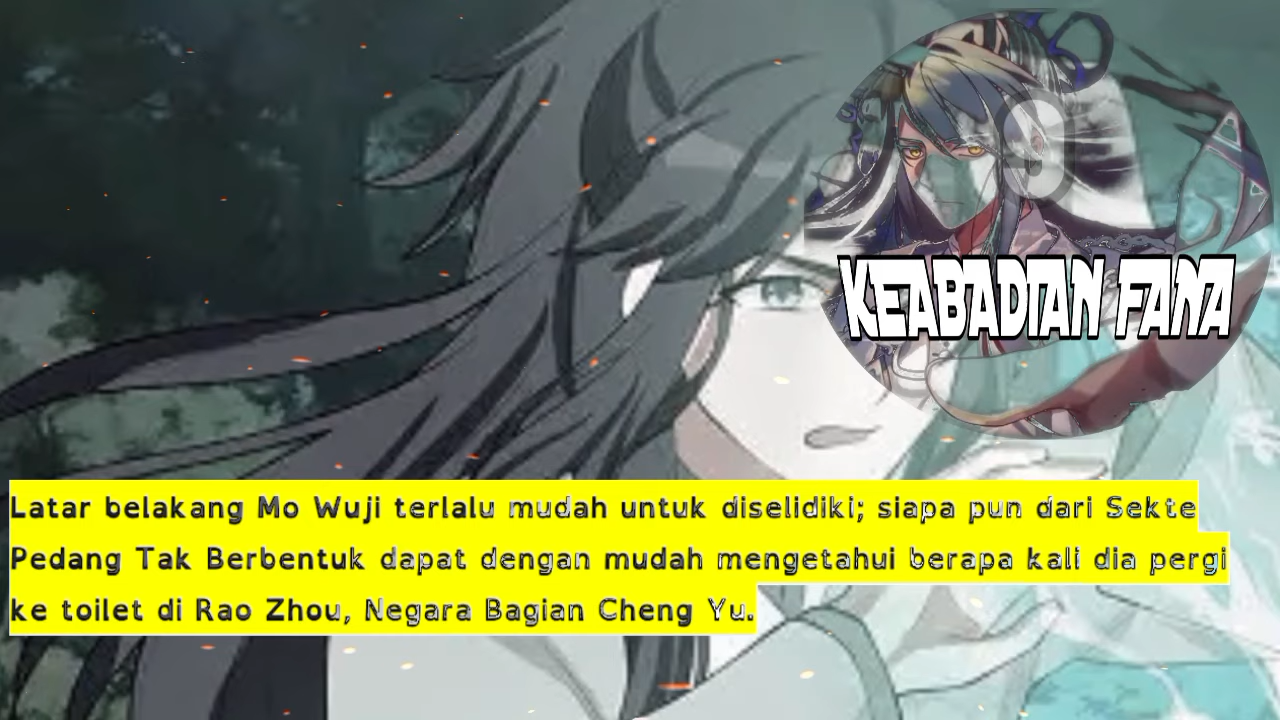 9
KEABADIAN FANA
Latar belakang Mo Wuji terlalu mudah untuk diselidiki; siapa pun dari Sekte
Pedang Tak Berbentuk dapat dengan mudah mengetahui berapa kali dia pergi
ke toilet di Rao Zhou, Negara Bagian Cheng Yu.